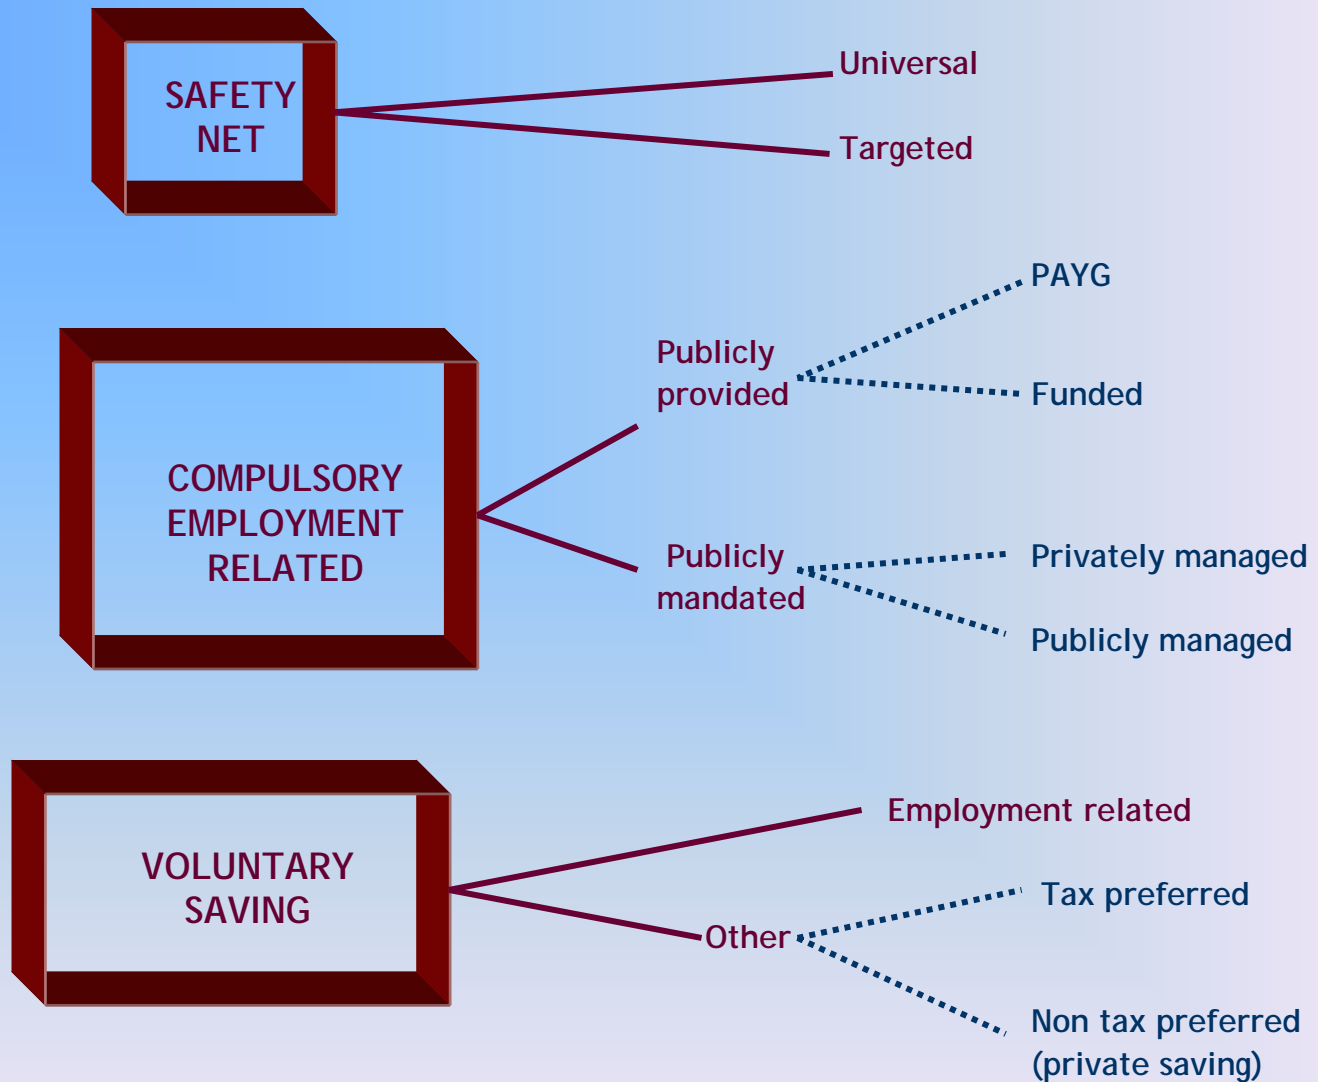 SAFETY
NET
Universal
Targeted
COMPULSORY
EMPLOYMENT
RELATED
Publicly
provided
PAYG
Funded
Publicly
mandated
Privately managed
Publicly managed
VOLUNTARY
SAVING
Employment related
Other
Tax preferred
Non tax preferred
(private saving)